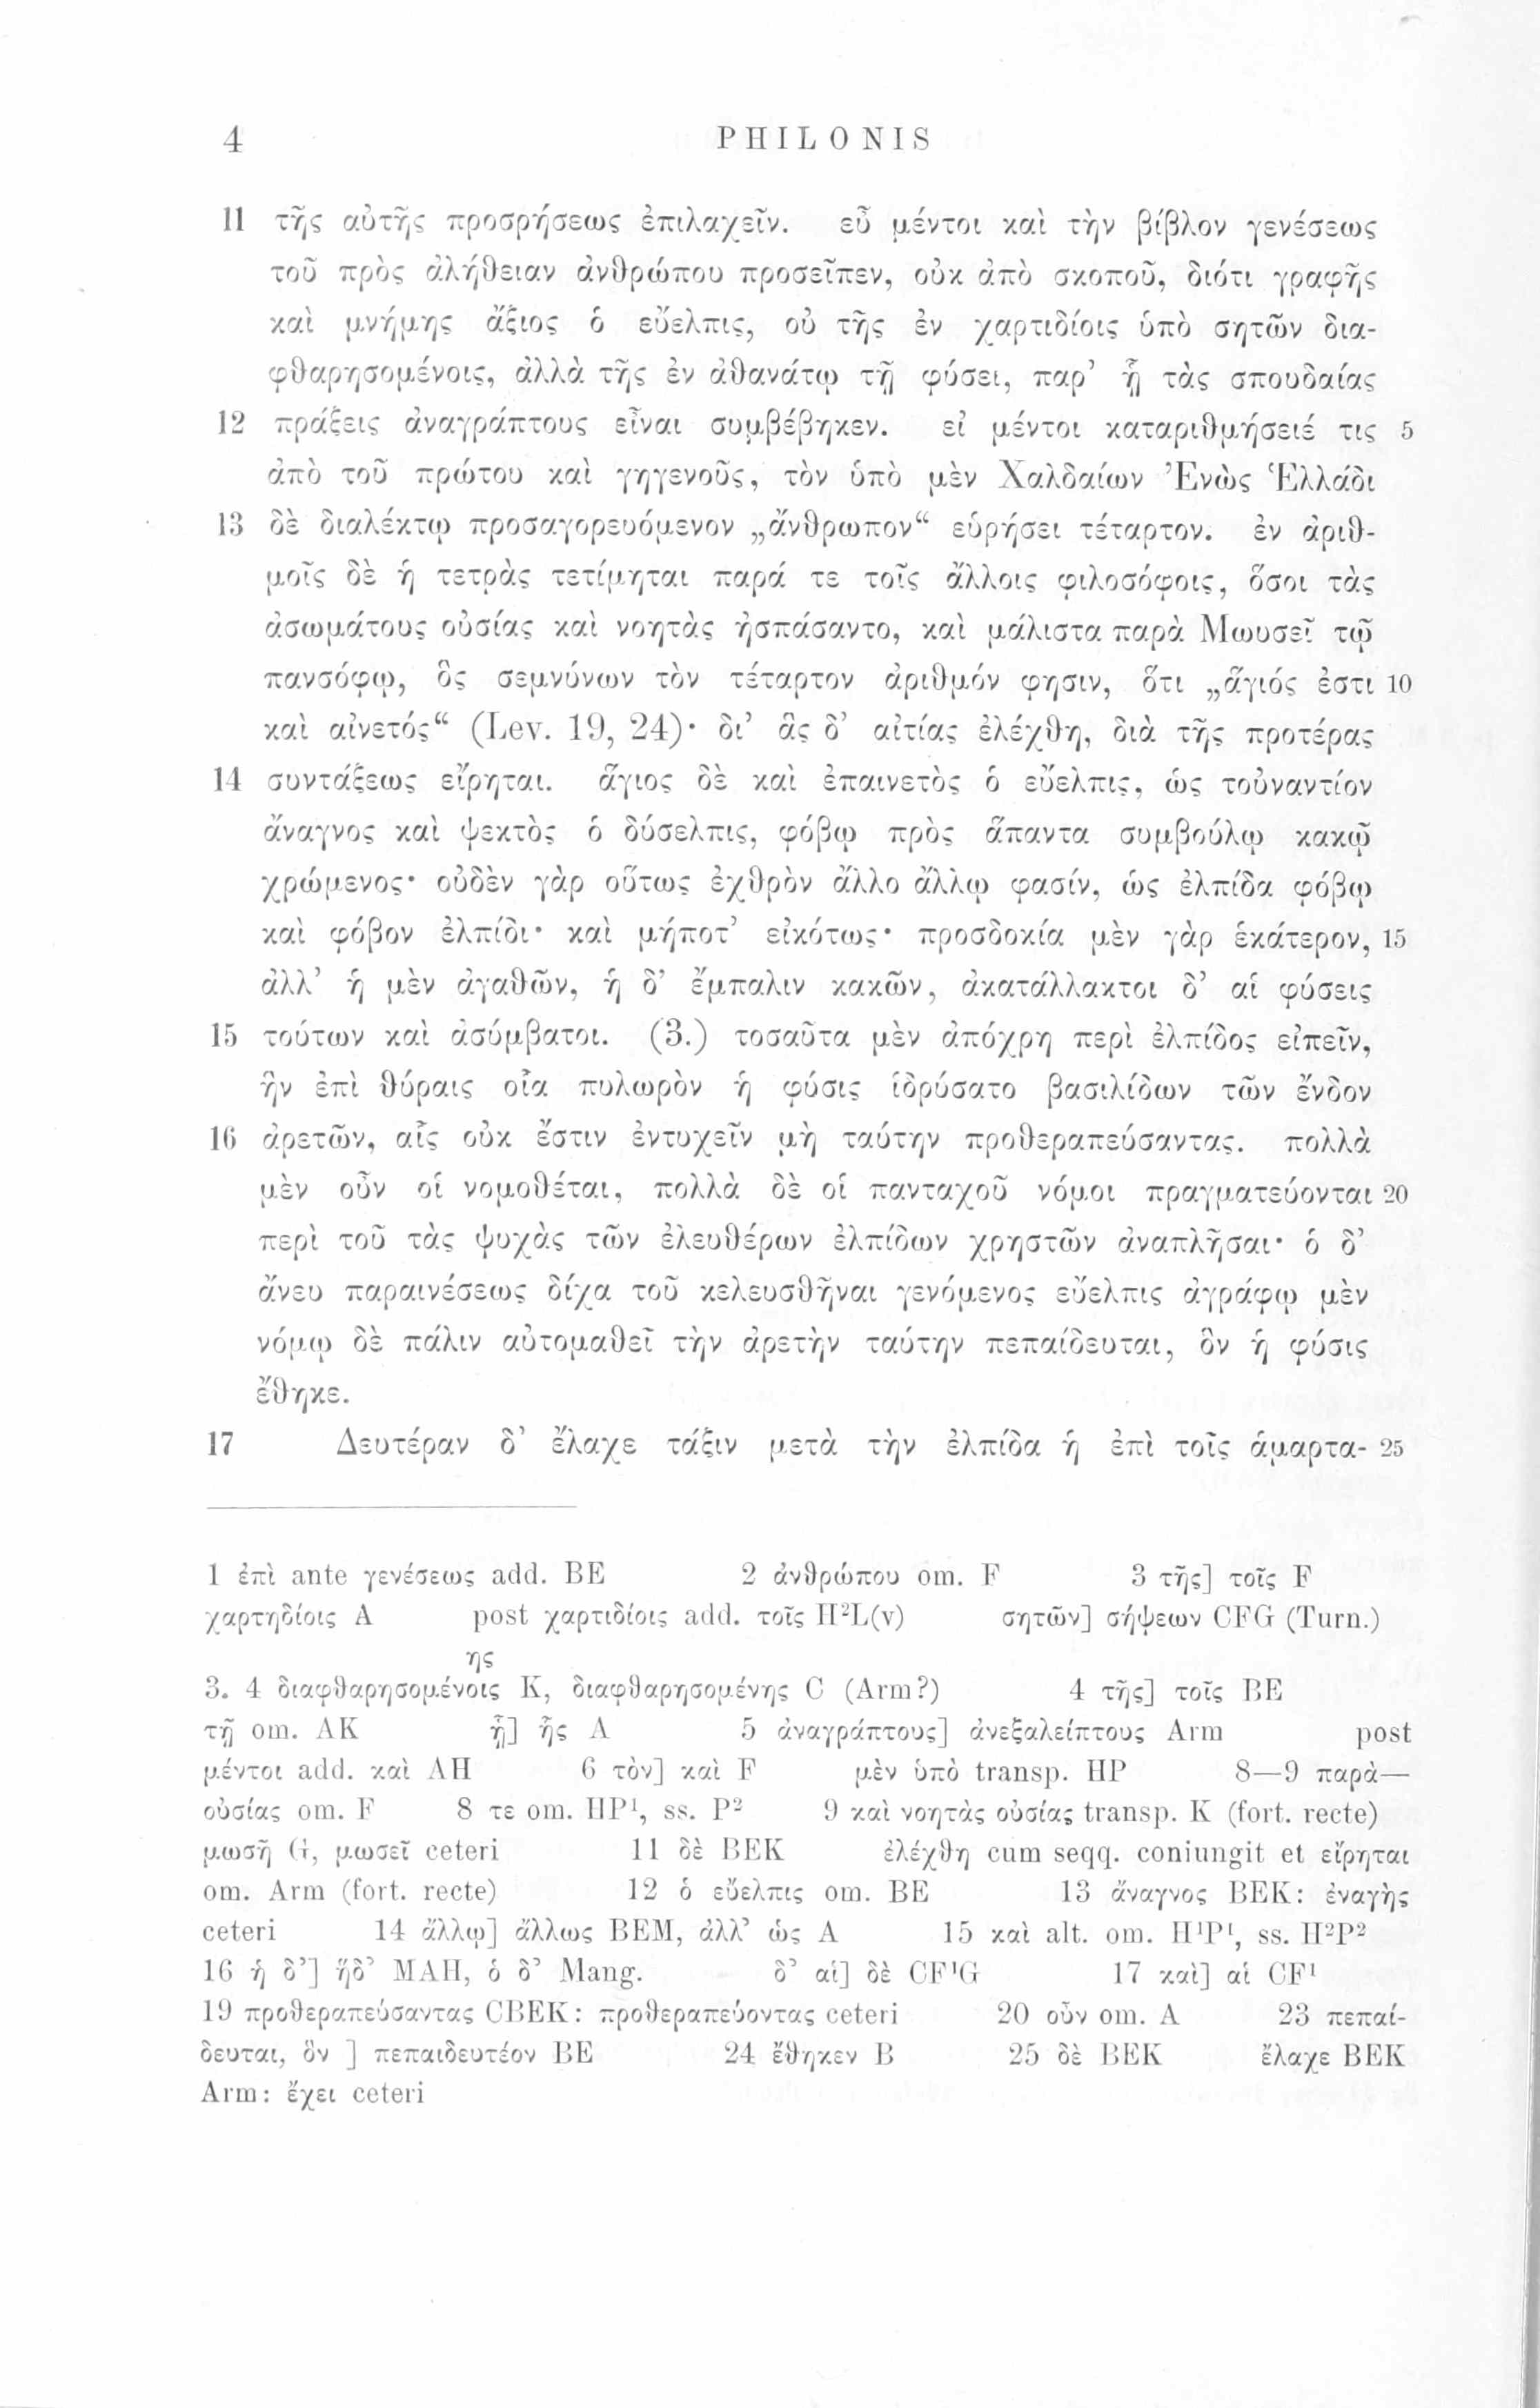 4 PHILONIS
11 τῆς αὐτῆς προσρήσεως ἐπιλαχεῖν. εὖ μέντοι καὶ τὴν βίβλον γενέσεως
τοῦ πρὸς ἀλήθειαν ἀνθρώπου προσεῖπεν, οὐκ ἀπὸ σκοποῦ, διότι γραφῆς
καὶ μνήμης ἄξιος ὁ εὔελπις, οὐ τῆς ἐν χαρτιδίοις ὑπὸ σητῶν δια-
φθαρησομένοις, ἀλλὰ τῆς ἐν ἀθανάτῳ τῇ φύσει, παρ’ ᾗ τὰς σπουδαίας
12 πράξεις ἀναγράπτους εἶναι συμβέβηκεν. εἰ μέντοι καταριθμήσειέ τις 5
ἀπὸ τοῦ πρώτου καὶ γηγενοῦς, τὸν ὑπὸ μὲν Χαλδαίων Ἐνὼς Ἑλλάδι
13 δὲ διαλέκτῳ προσαγορευόμενον „ἄνθρωπον“ εὑρήσει τέταρτον. ἐν ἀριθ-
μοῖς δὲ ἡ τετρὰς τετίμηται παρά τε τοῖς ἄλλοις φιλοσόφοις, ὅσοι τὰς
ἀσωμάτους οὐσίας καὶ νοητὰς ἠσπάσαντο, καὶ μάλιστα παρὰ Μωυσεῖ τῷ
πανσόφῳ, ὃς σεμνύνων τὸν τέταρτον ἀριθμόν φησιν, ὅτι „ἅγιός ἐστι 10
καὶ αἰνετός“ (Lev. 19, 24)· δι’ ἃς δ’ αἰτίας ἐλέχθη, διὰ τῆς προτέρας
14 συντάξεως εἴρηται. ἅγιος δὲ καὶ ἐπαινετὸς ὁ εὔελπις, ὡς τοὐναντίον
ἄναγνος καὶ ψεκτὸς ὁ δύσελπις, φόβῳ πρὸς ἅπαντα συμβούλῳ κακῷ
χρώμενος· οὐδὲν γὰρ οὕτως ἐχθρὸν ἄλλο ἄλλῳ φασίν, ὡς ἐλπίδα φόβῳ
καὶ φόβον ἐλπίδι· καὶ μήποτ’ εἰκότως· προσδοκία μὲν γὰρ ἑκάτερον, 15
ἀλλ’ ἡ μὲν ἀγαθῶν, ἡ δ’ ἔμπαλιν κακῶν, ἀκατάλλακτοι δ’ αἱ φύσεις
15 τούτων καὶ ἀσύμβατοι. (3.) τοσαῦτα μὲν ἀπόχρη περὶ ἐλπίδος εἰπεῖν,
ἣν ἐπὶ θύραις οἷα πυλωρὸν ἡ φύσις ἱδρύσατο βασιλίδων τῶν ἔνδον
16 ἀρετῶν, αἷς οὐκ ἔστιν ἐντυχεῖν μὴ ταύτην προθεραπεύσαντας. πολλὰ
μὲν οὖν οἱ νομοθέται, πολλὰ δὲ οἱ πανταχοῦ νόμοι πραγματεύονται 20
περὶ τοῦ τὰς ψυχὰς τῶν ἐλευθέρων ἐλπίδων χρηστῶν ἀναπλῆσαι· ὁ δ’
ἄνευ παραινέσεως δίχα τοῦ κελευσθῆναι γενόμενος εὔελπις ἀγράφῳ μὲν
νόμῳ δὲ πάλιν αὐτομαθεῖ τὴν ἀρετὴν ταύτην πεπαίδευται, ὃν ἡ φύσις
ἔθηκε.
17 Δευτέραν δ’ ἔλαχε τάξιν μετὰ τὴν ἐλπίδα ἡ ἐπὶ τοῖς ἁμαρτα- 25
1 ἐπὶ ante γενέσεως add. BE 2 ἀνθρώπου om. F 3 τῆς] τοῖς F
χαρτηδίοις A post χαρτιδίοις add. τοῖς H²L(v) σητῶν] σήψεων CFG (Turn.)
ης
3. 4 διαφθαρησομένοις K, διαφθαρησομένης C (Arm?) 4 τῆς] τοῖς BE
τῇ om. AK ᾗ] ἧς A 5 ἀναγράπτους] ἀνεξαλείπτους Arm post
μέντοι add. καὶ AH 6 τὸν] καὶ F μὲν ὑπὸ transp. HP 8—9 παρὰ—
οὐσίας om. F 8 τε om. HP¹, ss. P² 9 καὶ νοητὰς οὐσίας transp. K (fort. recte)
μωσῆ G, μωσεῖ ceteri 11 δὲ BEK ἐλέχθη cum seqq. coniungit et εἴρηται
om. Arm (fort. recte) 12 ὁ εὔελπις om. BE 13 ἄναγνος BEK: ἐναγὴς
ceteri 14 ἄλλῳ] ἄλλως BEM, ἀλλ’ ὡς A 15 καὶ alt. om. H¹P¹, ss. H²P²
16 ἡ δ’] ἥδ’ MAH, ὁ δ’ Mang. δ’ αἱ] δὲ CF¹G 17 καὶ] αἱ CF¹
19 προθεραπεύσαντας CBEK: προθεραπεύοντας ceteri 20 οὖν om. A 23 πεπαί-
δευται, ὃν ] πεπαιδευτέον BE 24 ἔθηκεν B 25 δὲ BEK ἔλαχε BEK
Arm: ἔχει ceteri